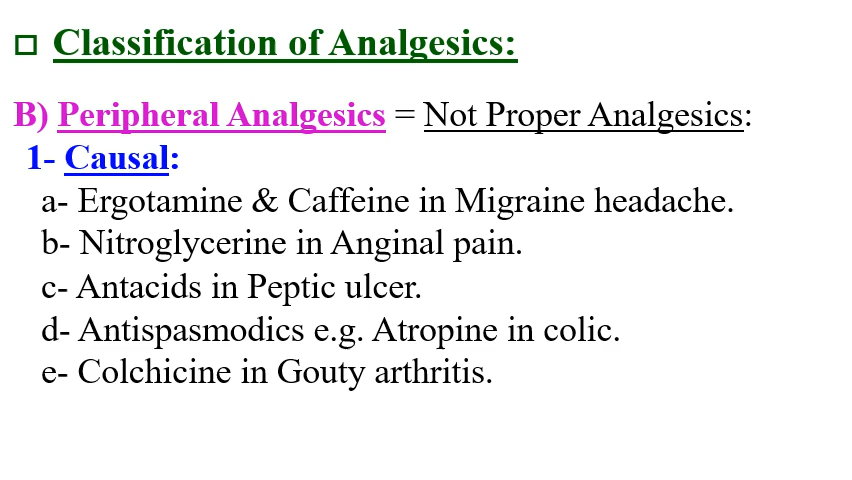 Classification of Analgesics:
B) Peripheral Analgesics = Not Proper Analgesics:
1- Causal:
a- Ergotamine & Caffeine in Migraine headache.
b- Nitroglycerine in Anginal pain.
c- Antacids in Peptic ulcer.
d- Antispasmodics e.g. Atropine in colic.
e- Colchicine in Gouty arthritis.